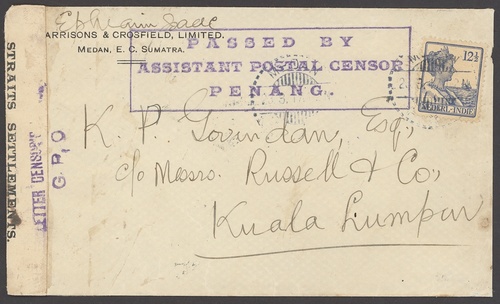 ARRISONS & CROSFIELD, LIMITED.
MEDAN, E. C. SUMATRA.
PASSED BY
ASSISTANT POSTAL CENSOR
PENANG.
12½
K. P. Govindan, Esq.,
c/o Messrs. Russell & Co.,
Kuala Lumpur
STRAITS SETTLEMENTS.
LETTER CENSOR
G. P. O